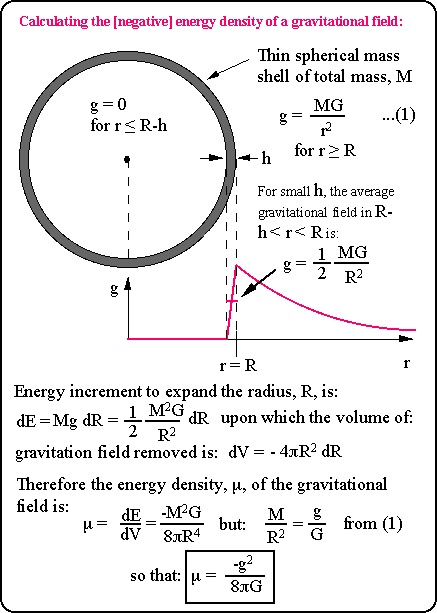 Calculating the [negative] energy density of a gravitational field:
Thin spherical mass
shell of total mass, M
g = 0
for r ≤ R-h
g = MG/r² ...(1)
for r ≥ R
h
For small h, the average
gravitational field in R-
h < r < R is:
g = 1/2 MG/R²
g
r = R
r
Energy increment to expand the radius, R, is:
dE = Mg dR = 1/2 M²G/R² dR upon which the volume of:
gravitation field removed is: dV = - 4πR² dR
Therefore the energy density, μ, of the gravitational
field is:
μ = dE/dV = -M²G/8πR⁴ but: M/R² = g/G from (1)
so that: μ = -g²/8πG